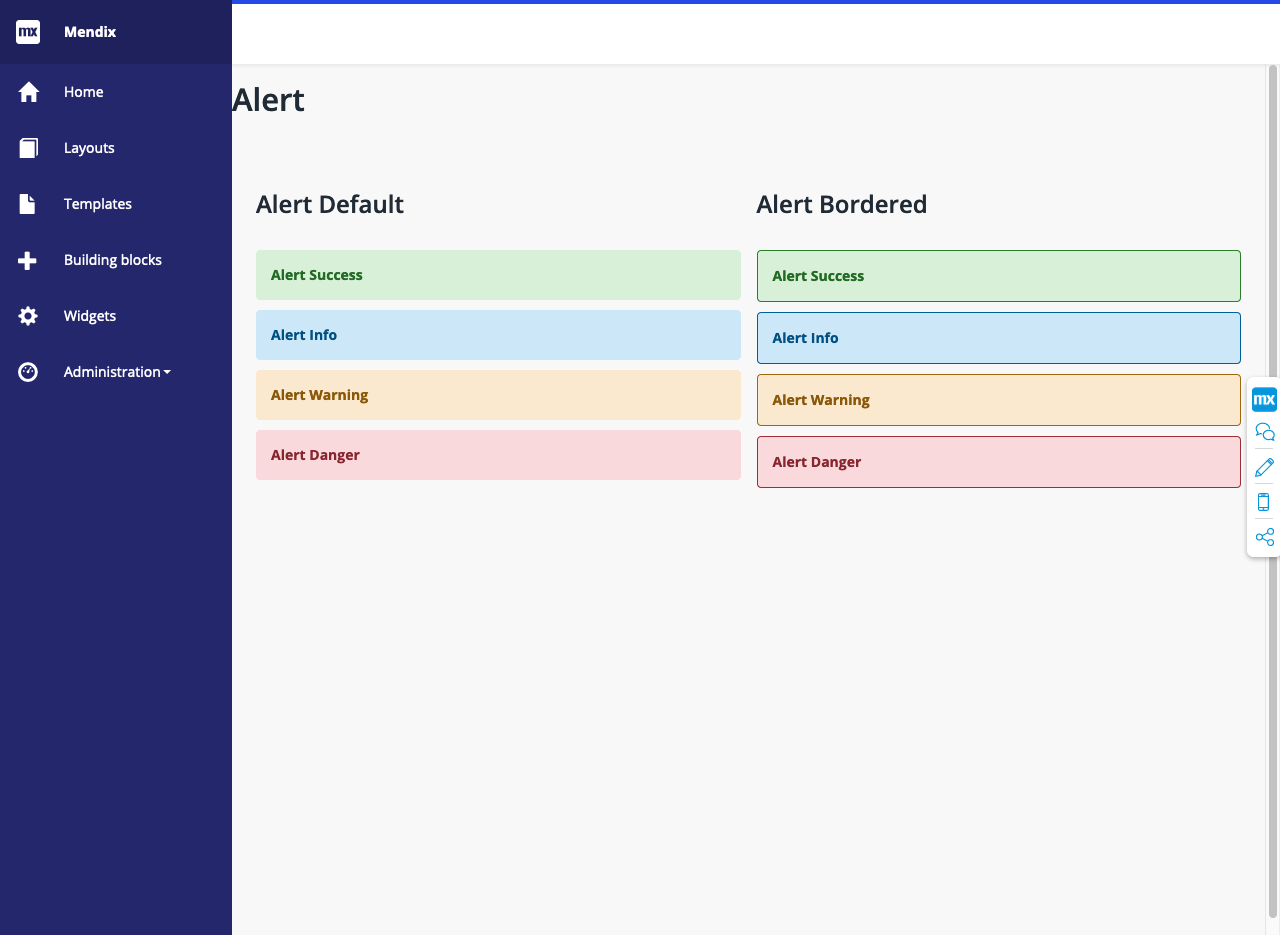 mx Mendix
Home
Layouts
Templates
Building blocks
Widgets
Administration
Alert
Alert Default
Alert Success
Alert Info
Alert Warning
Alert Danger
Alert Bordered
Alert Success
Alert Info
Alert Warning
Alert Danger
mx